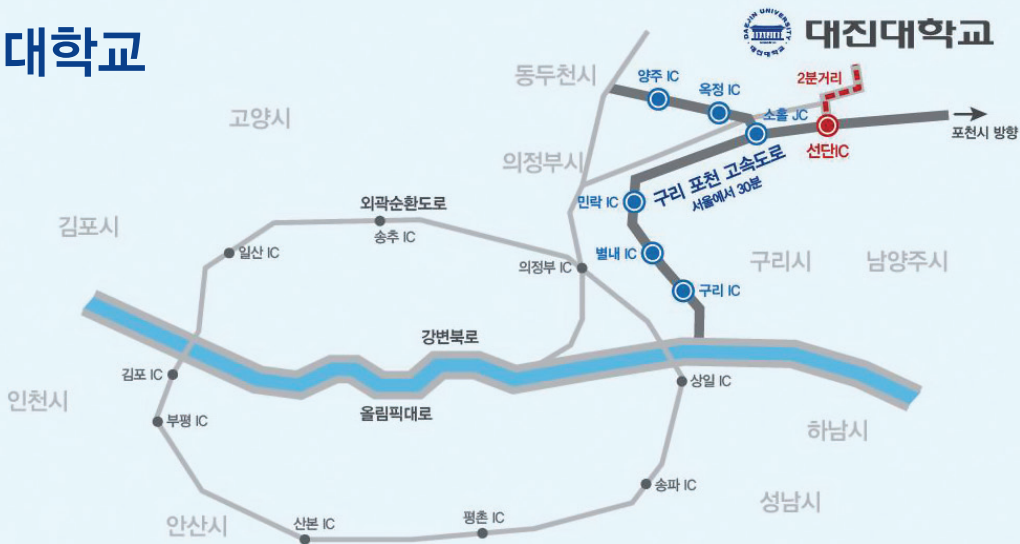 대학교
DAEJIN UNIVERSITY
대진대학교
대진대학교
동두천시
양주 IC
옥정 IC
2분거리
고양시
소흘 JC
선단IC
포천시 방향
의정부시
구리 포천 고속도로
서울에서 30분
민락 IC
외곽순환도로
김포시
송추 IC
일산 IC
별내 IC
구리시
남양주시
의정부 IC
구리 IC
강변북로
김포 IC
상일 IC
인천시
올림픽대로
부평 IC
하남시
송파 IC
성남시
안산시
산본 IC
평촌 IC